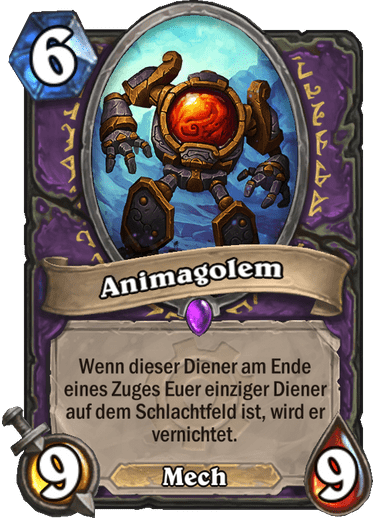 6
Animagolem
Wenn dieser Diener am Ende
eines Zuges Euer einziger Diener
auf dem Schlachtfeld ist, wird er
vernichtet.
9
Mech
9